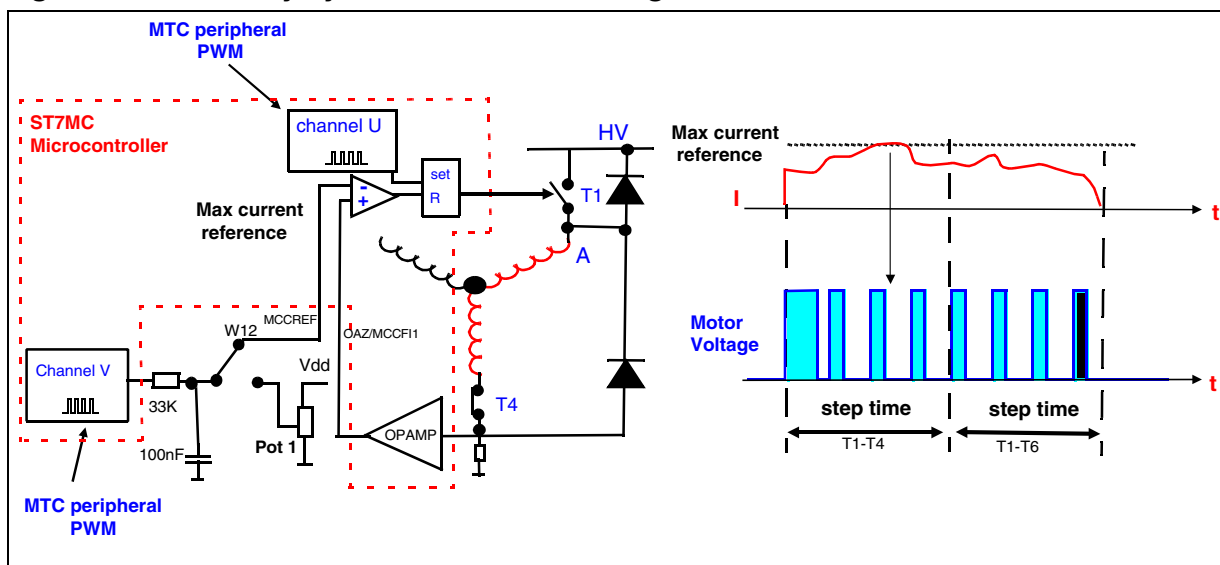 MTC peripheral
PWM
ST7MC
Microcontroller
channel U
HV
set
R
-
+
T1
Max current
reference
A
MCCREF
W12
OAZ/MCCFI1
Channel V
33K
Vdd
100nF
Pot 1
OPAMP
T4
MTC peripheral
PWM
Max current
reference
I
t
Motor
Voltage
t
step time
step time
T1-T4
T1-T6